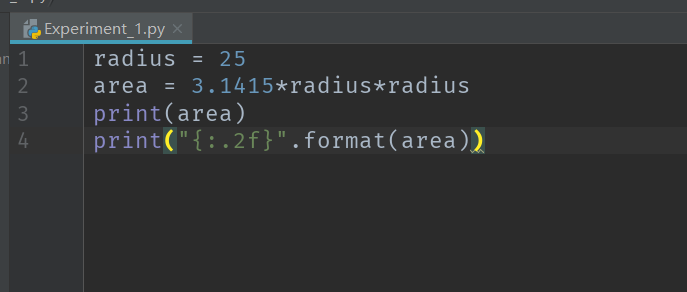 Experiment_1.py
1 radius = 25
2 area = 3.1415*radius*radius
3 print(area)
4 print("{:.2f}".format(area))